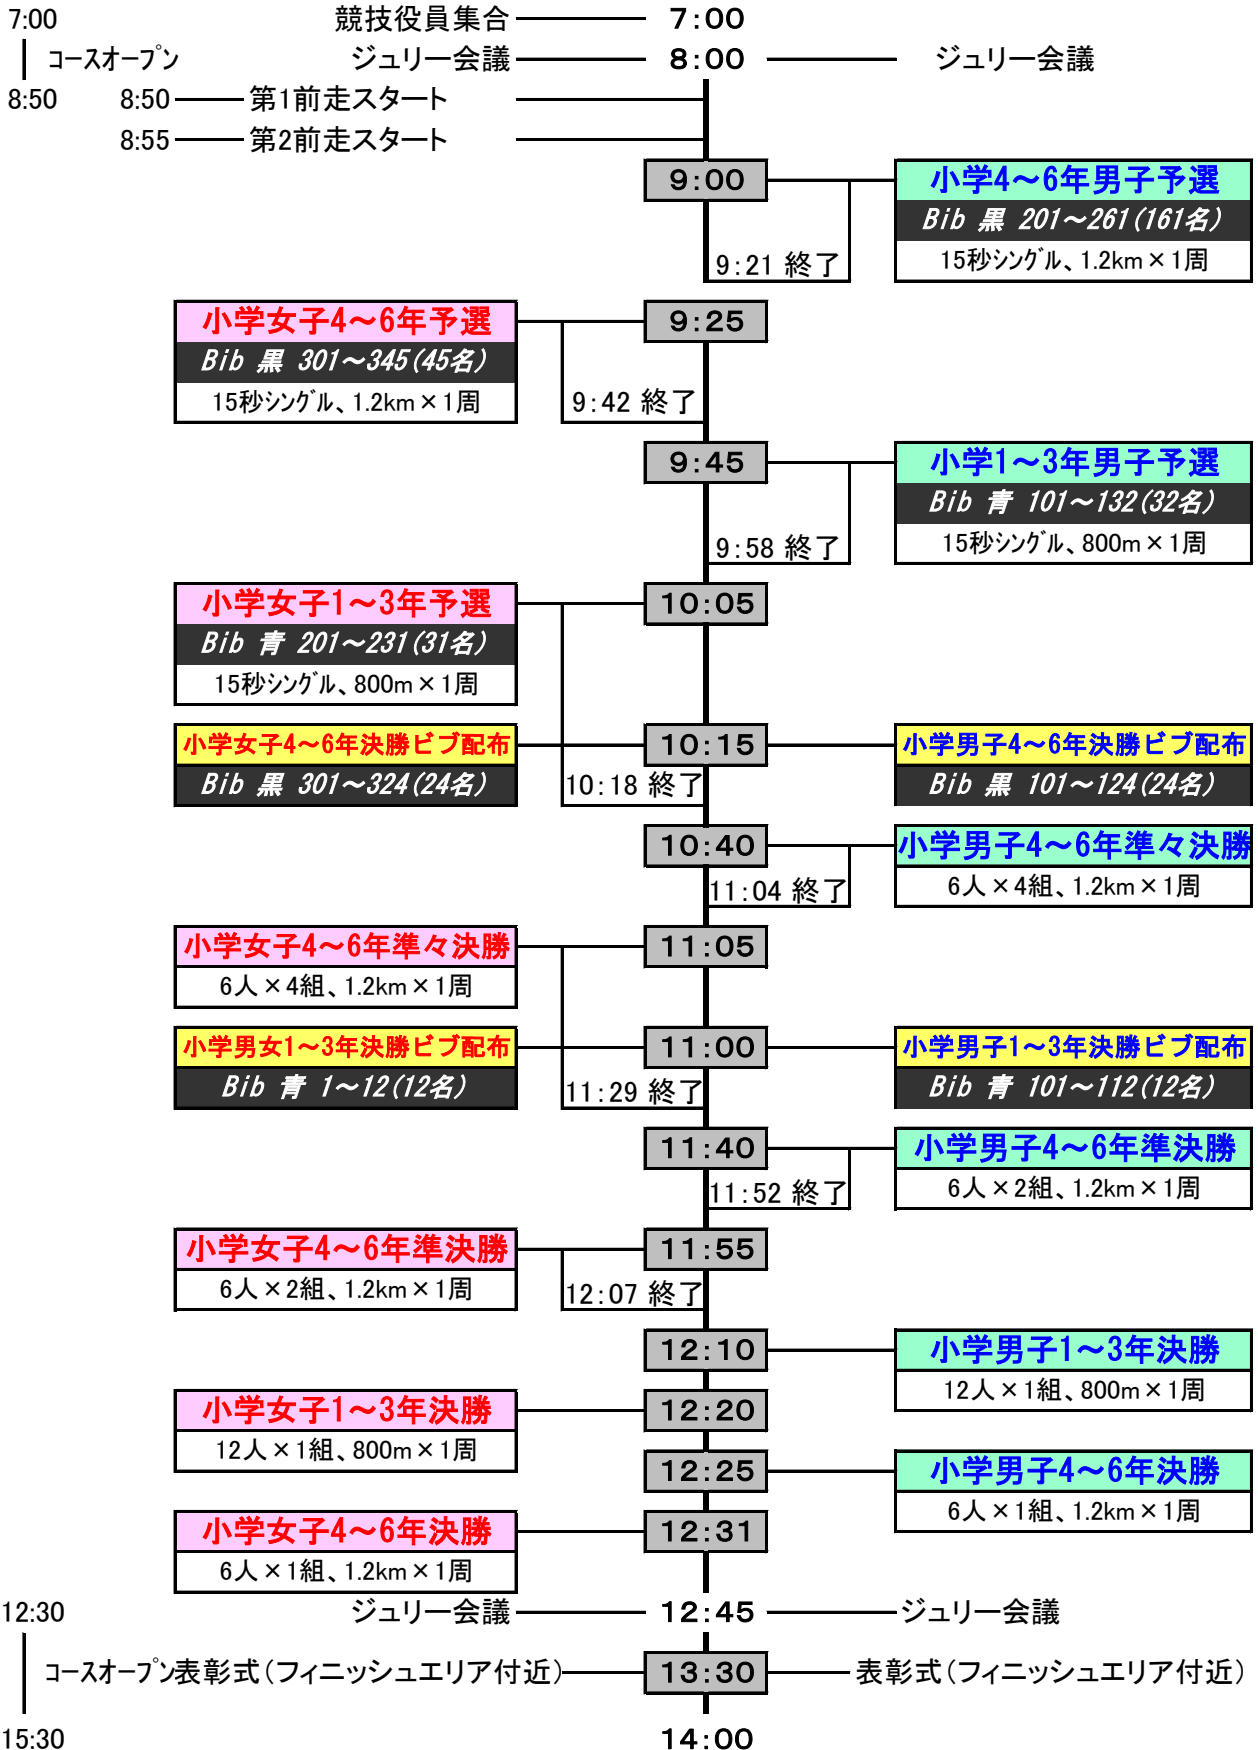 7:00 競技役員集合 7:00
コースオープン ジュリー会議 8:00 ジュリー会議
8:50 8:50 第1前走スタート
8:55 第2前走スタート
9:00 小学4～6年男子予選
Bib 黒 201～261(161名)
9:21 終了 15秒シングル、1.2km×1周
小学女子4～6年予選 9:25
Bib 黒 301～345(45名)
15秒シングル、1.2km×1周 9:42 終了
9:45 小学1～3年男子予選
Bib 青 101～132(32名)
9:58 終了 15秒シングル、800m×1周
小学女子1～3年予選 10:05
Bib 青 201～231(31名)
15秒シングル、800m×1周
小学女子4～6年決勝ビブ配布 10:15 小学男子4～6年決勝ビブ配布
Bib 黒 301～324(24名) 10:18 終了 Bib 黒 101～124(24名)
10:40 小学男子4～6年準々決勝
11:04 終了 6人×4組、1.2km×1周
小学女子4～6年準々決勝 11:05
6人×4組、1.2km×1周
小学男女1～3年決勝ビブ配布 11:00 小学男子1～3年決勝ビブ配布
Bib 青 1～12(12名) 11:29 終了 Bib 青 101～112(12名)
11:40 小学男子4～6年準決勝
11:52 終了 6人×2組、1.2km×1周
小学女子4～6年準決勝 11:55
6人×2組、1.2km×1周 12:07 終了
12:10 小学男子1～3年決勝
12人×1組、800m×1周
小学女子1～3年決勝 12:20
12人×1組、800m×1周
12:25 小学男子4～6年決勝
6人×1組、1.2km×1周
小学女子4～6年決勝 12:31
6人×1組、1.2km×1周
12:30 ジュリー会議 12:45 ジュリー会議
コースオープン 表彰式(フィニッシュエリア付近) 13:30 表彰式(フィニッシュエリア付近)
15:30 14:00